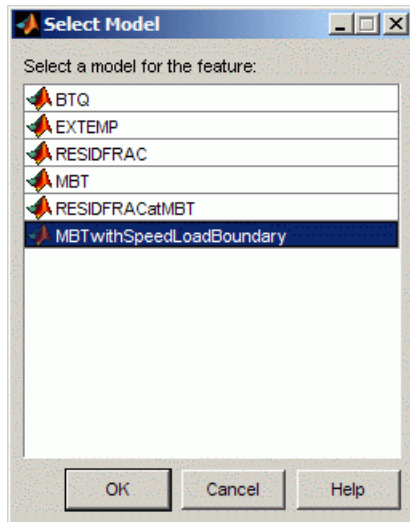 Select Model
Select a model for the feature:
BTQ
EXTEMP
RESIDFRAC
MBT
RESIDFRACatMBT
MBTwithSpeedLoadBoundary
OK Cancel Help